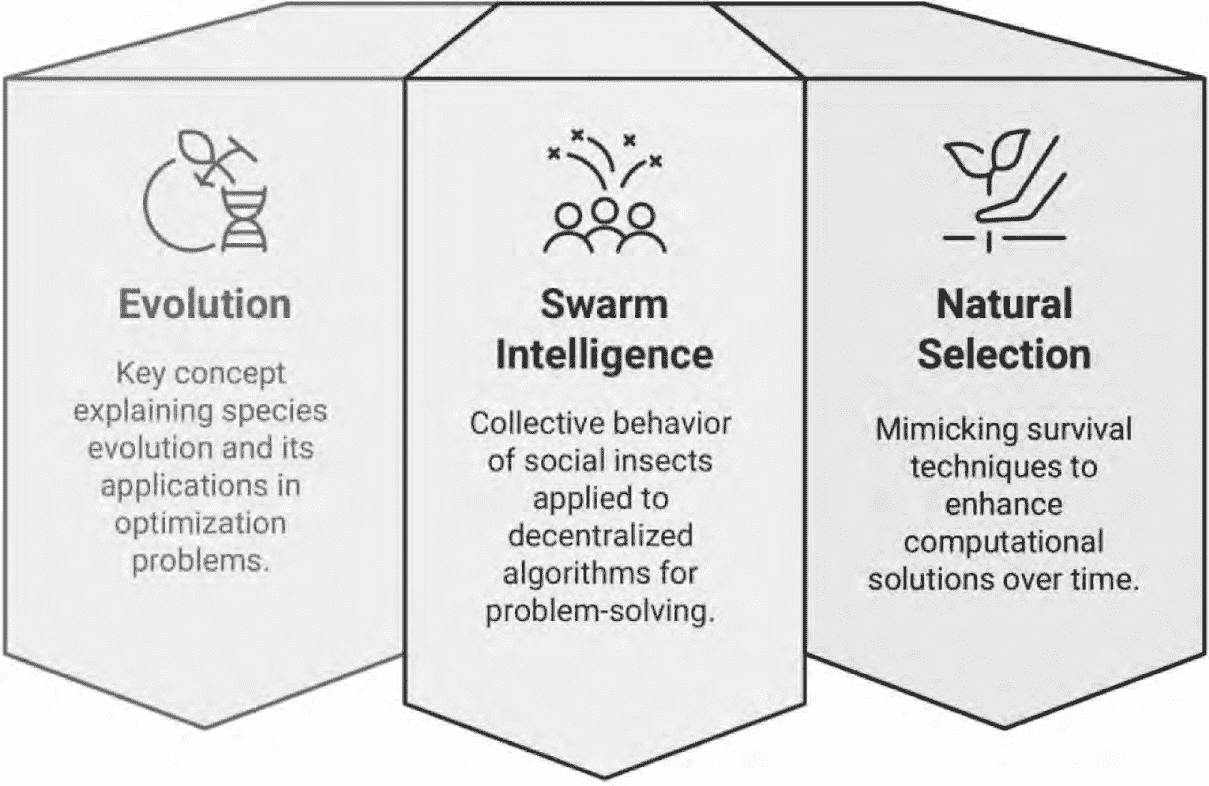 Evolution
Key concept
explaining species
evolution and its
applications in
optimization
problems.
Swarm
Intelligence
Collective behavior
of social insects
applied to
decentralized
algorithms for
problem-solving.
Natural
Selection
Mimicking survival
techniques to
enhance
computational
solutions over time.